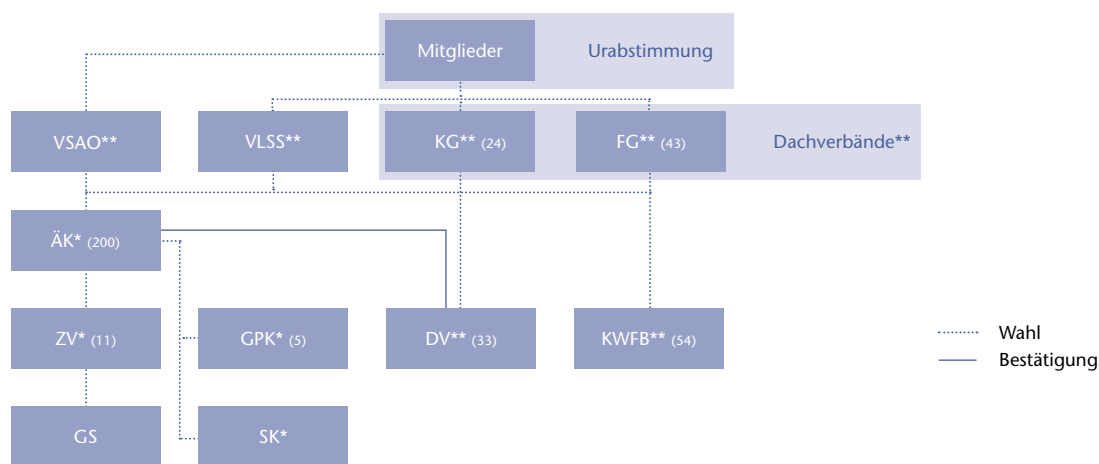 Mitglieder
Urabstimmung
VSAO**
VLSS**
KG** (24)
FG** (43)
Dachverbände**
ÄK* (200)
ZV* (11)
GPK* (5)
DV** (33)
KWFB** (54)
Wahl
Bestätigung
GS
SK*